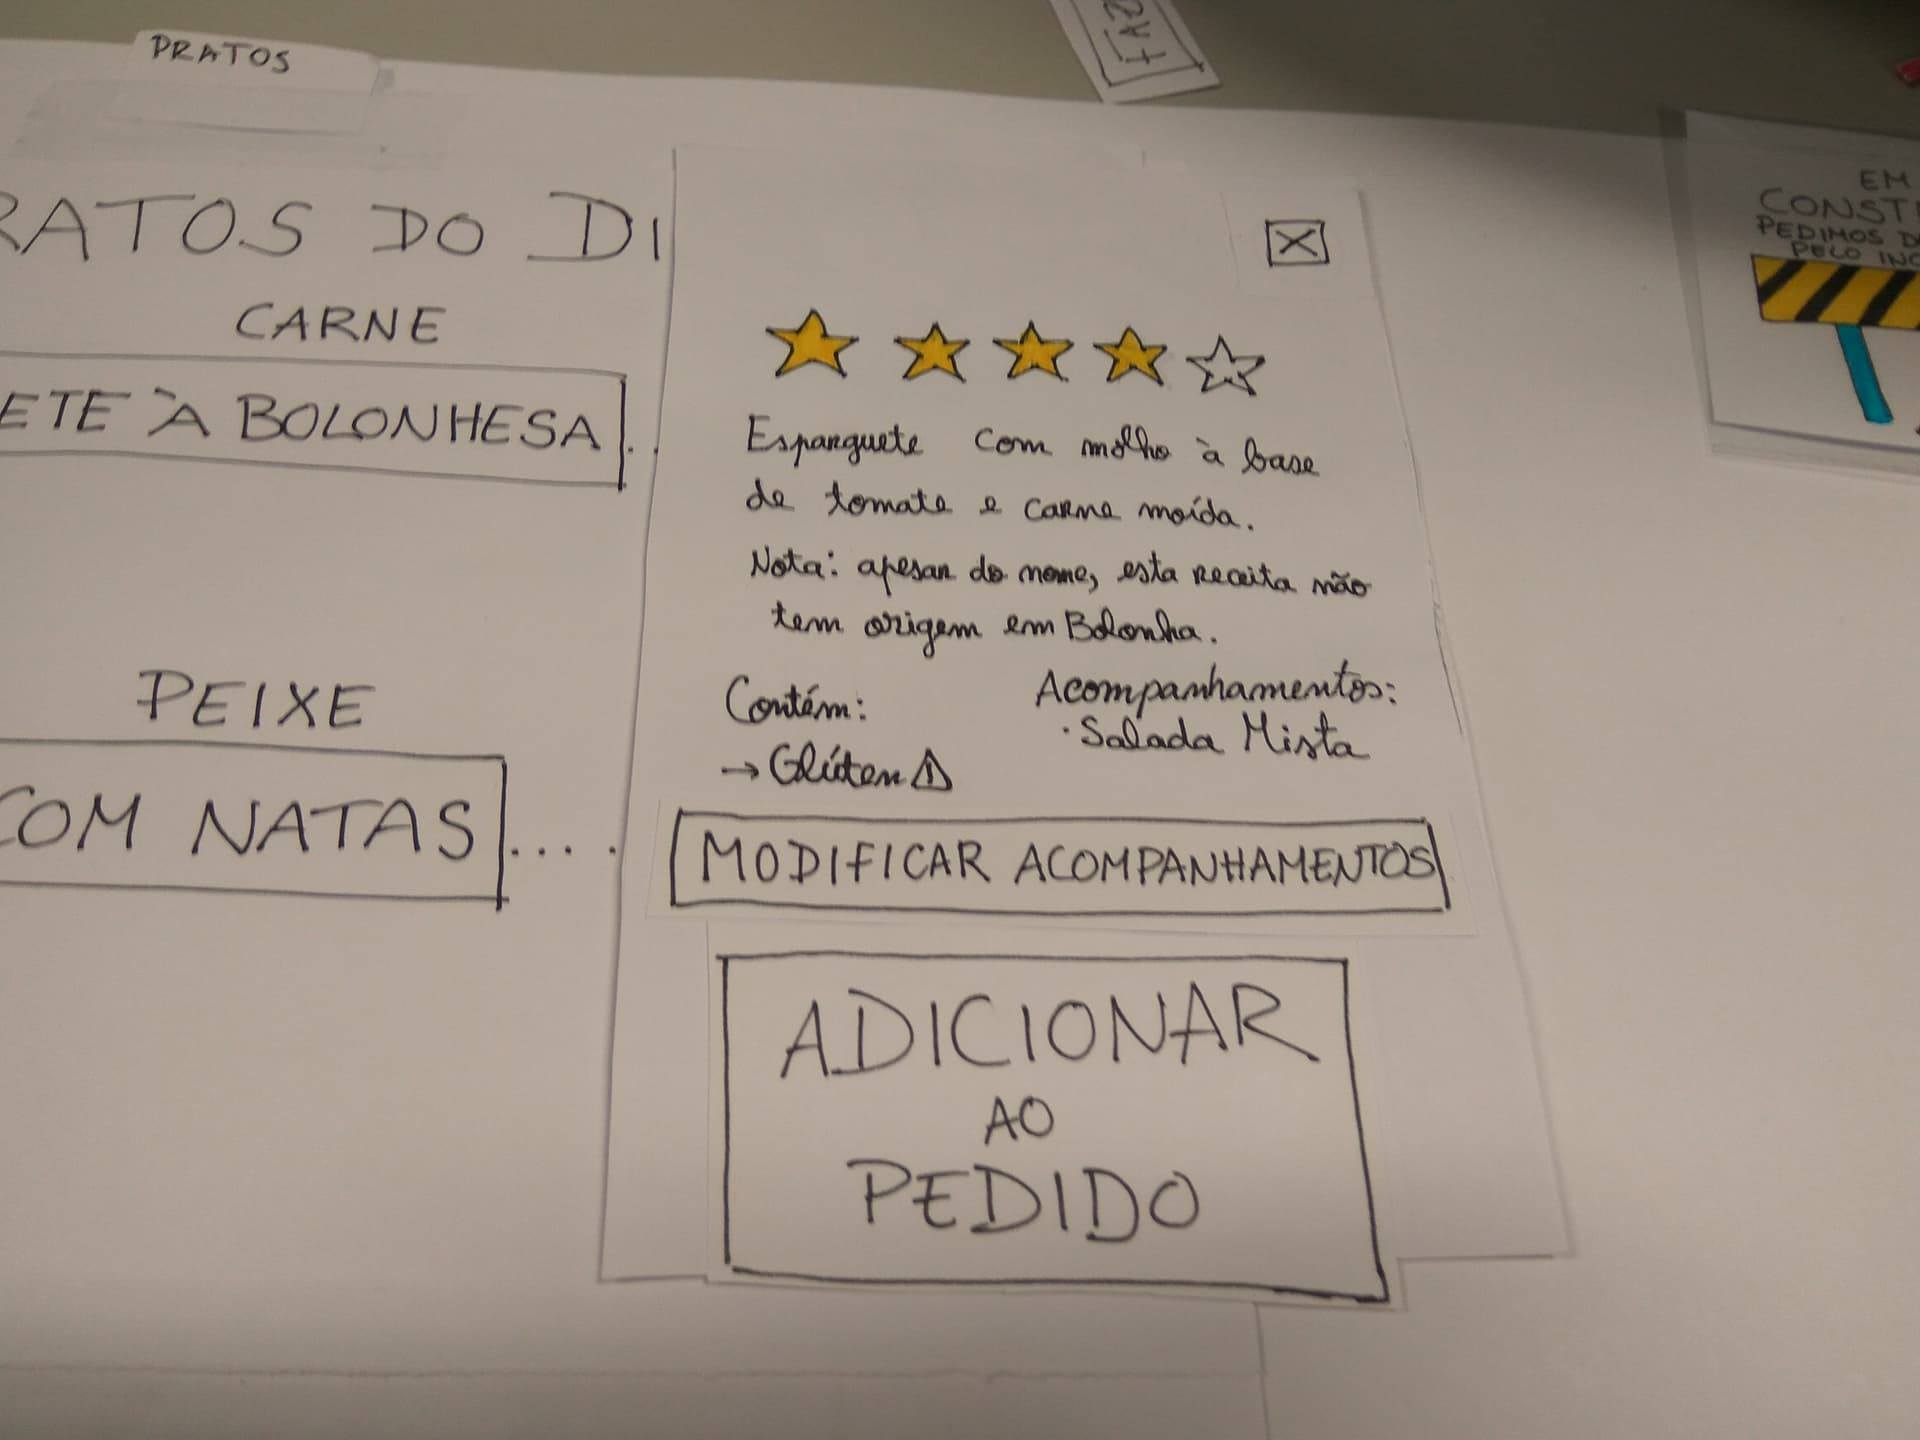 PRATOS
RATOS DO DI
CARNE
ETE À BOLONHESA..
PEIXE
COM NATAS....
X
Esparguete com molho à base
de tomate e carne moída.
Nota: apesar do nome, esta receita não
tem origem em Bolonha.
Contém:
→ Glúten ⚠
Acompanhamentos:
· Salada Mista
MODIFICAR ACOMPANHAMENTOS
ADICIONAR
AO
PEDIDO
EM
CONST
PEDIMOS D
PELO INC